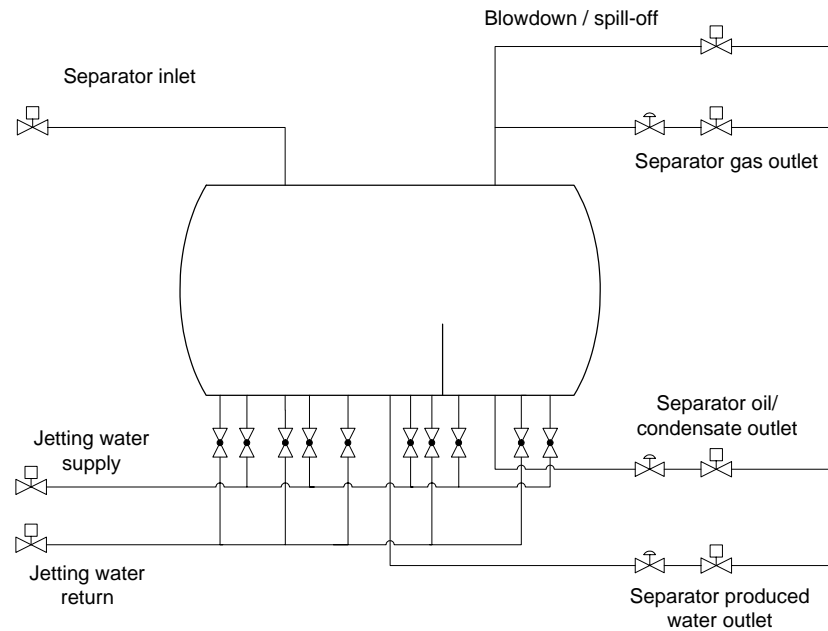 Blowdown / spill-off
Separator inlet
Separator gas outlet
Separator oil/
condensate outlet
Jetting water
supply
Jetting water
return
Separator produced
water outlet